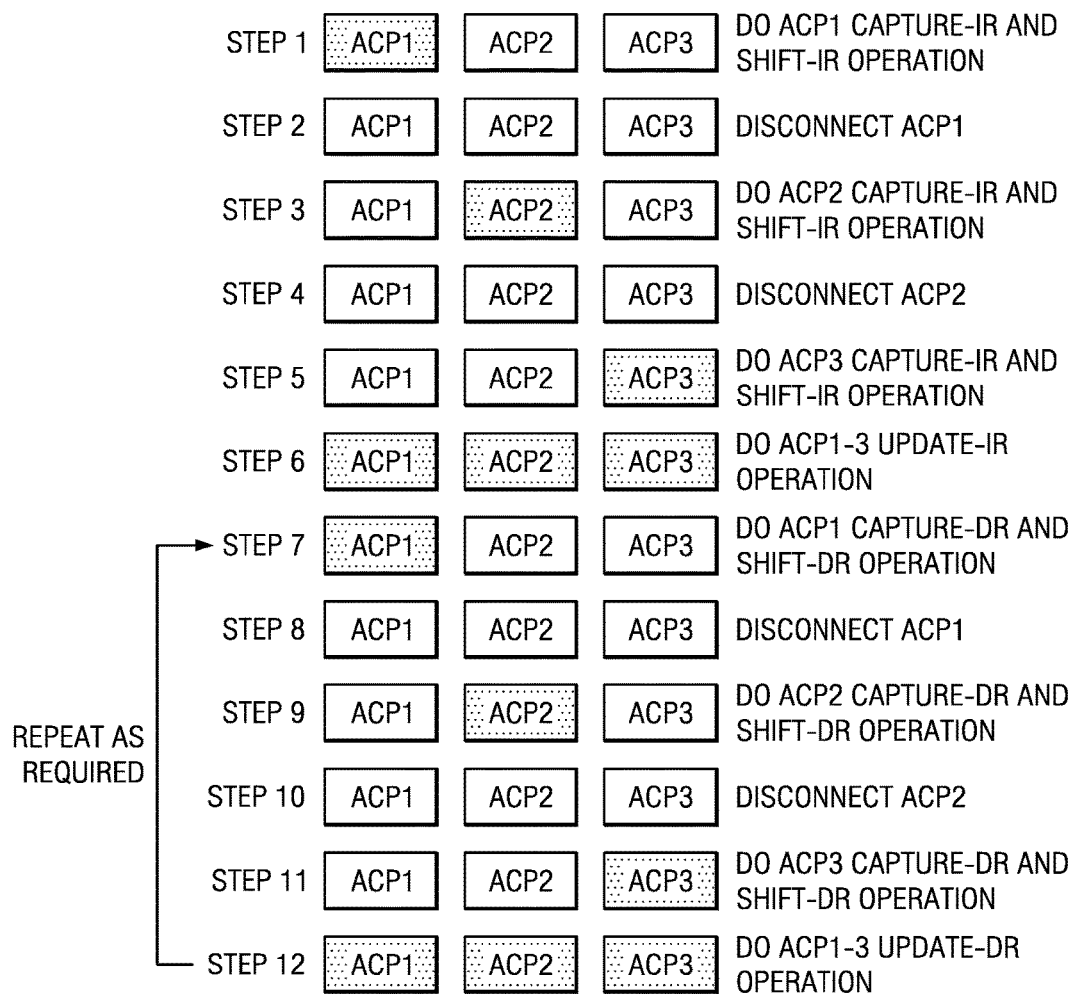 STEP 1 ACP1 ACP2 ACP3 DO ACP1 CAPTURE-IR AND
SHIFT-IR OPERATION
STEP 2 ACP1 ACP2 ACP3 DISCONNECT ACP1
STEP 3 ACP1 ACP2 ACP3 DO ACP2 CAPTURE-IR AND
SHIFT-IR OPERATION
STEP 4 ACP1 ACP2 ACP3 DISCONNECT ACP2
STEP 5 ACP1 ACP2 ACP3 DO ACP3 CAPTURE-IR AND
SHIFT-IR OPERATION
STEP 6 ACP1 ACP2 ACP3 DO ACP1-3 UPDATE-IR
OPERATION
STEP 7 ACP1 ACP2 ACP3 DO ACP1 CAPTURE-DR AND
SHIFT-DR OPERATION
STEP 8 ACP1 ACP2 ACP3 DISCONNECT ACP1
STEP 9 ACP1 ACP2 ACP3 DO ACP2 CAPTURE-DR AND
SHIFT-DR OPERATION
REPEAT AS
REQUIRED
STEP 10 ACP1 ACP2 ACP3 DISCONNECT ACP2
STEP 11 ACP1 ACP2 ACP3 DO ACP3 CAPTURE-DR AND
SHIFT-DR OPERATION
STEP 12 ACP1 ACP2 ACP3 DO ACP1-3 UPDATE-DR
OPERATION